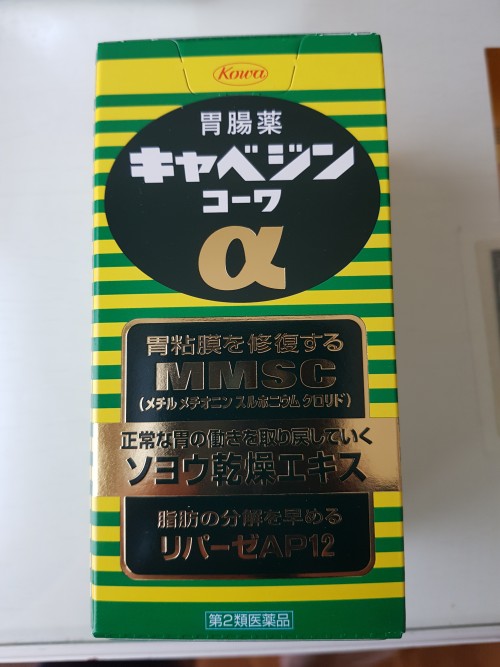 Kowa
胃腸薬
キャベジン
コーワ
α
胃粘膜を修復する
MMSC
(メチル メチオニン スルホニウム クロリド)
正常な胃の働きを取り戻していく
ソヨウ乾燥エキス
脂肪の分解を早める
リパーゼAP12
第2類医薬品